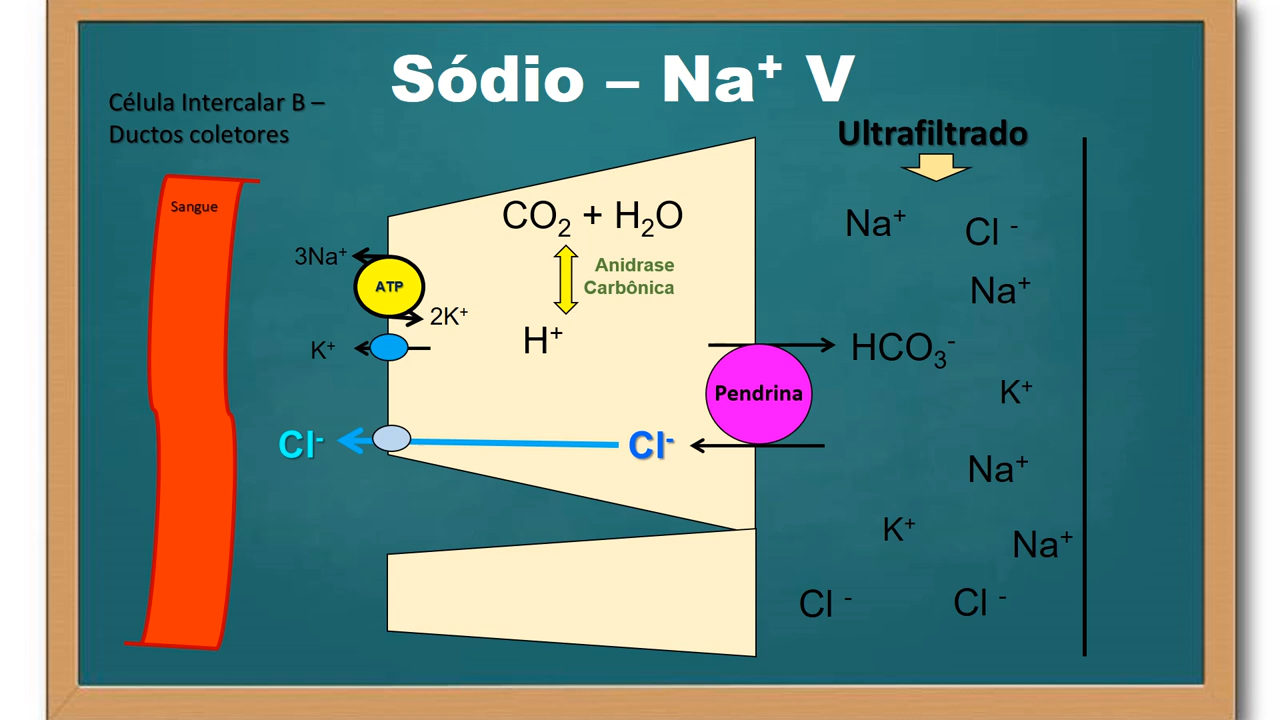 Sódio – Na⁺ V
Célula Intercalar B –
Ductos coletores
Ultrafiltrado
Sangue
CO₂ + H₂O
Anidrase
Carbônica
H⁺
3Na⁺
ATP
2K⁺
K⁺
Cl⁻
Cl⁻
Pendrina
Na⁺
Cl ⁻
Na⁺
HCO₃⁻
K⁺
Na⁺
K⁺
Na⁺
Cl ⁻
Cl ⁻